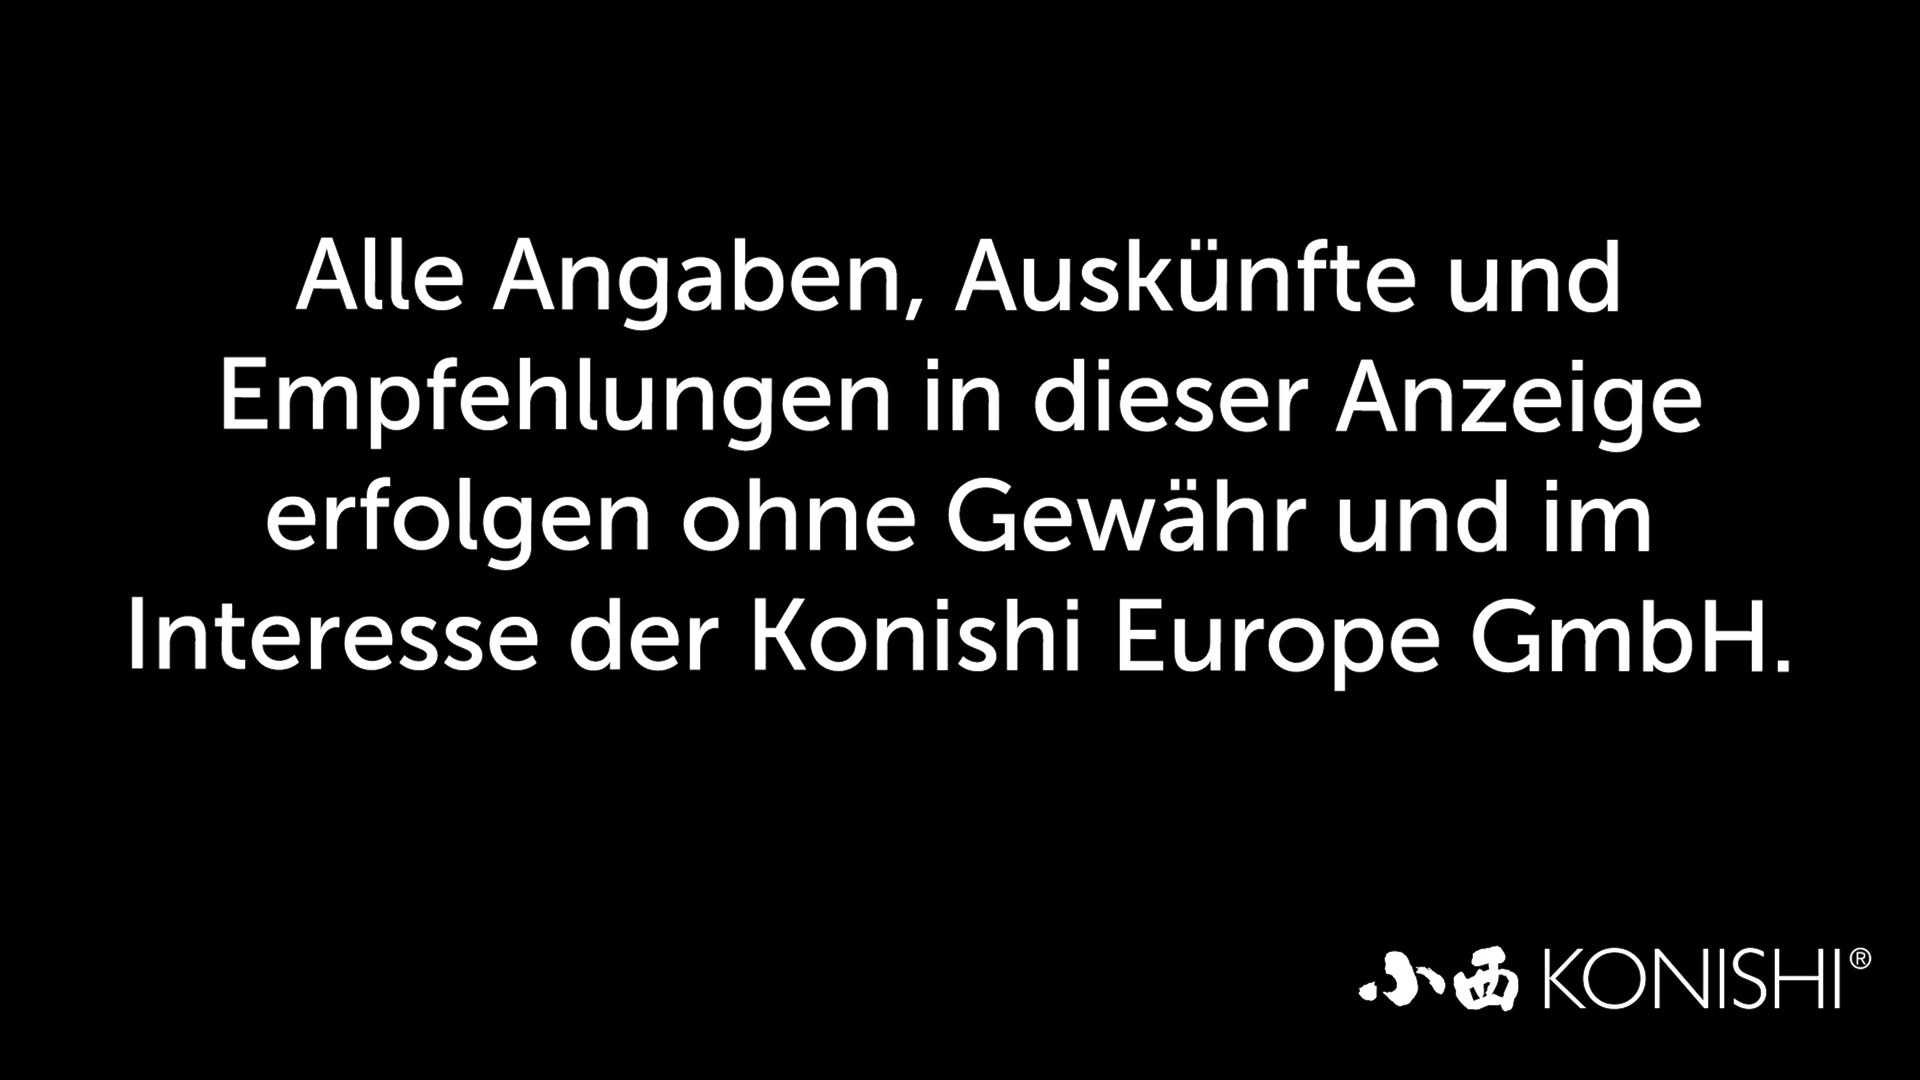 Alle Angaben, Auskünfte und
Empfehlungen in dieser Anzeige
erfolgen ohne Gewähr und im
Interesse der Konishi Europe GmbH.
小西 KONISHI®